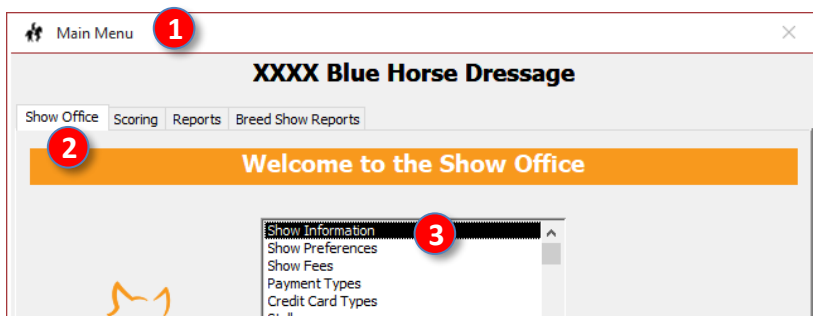 Main Menu 1
XXXX Blue Horse Dressage
Show Office Scoring Reports Breed Show Reports
2
Welcome to the Show Office
Show Information 3
Show Preferences
Show Fees
Payment Types
Credit Card Types